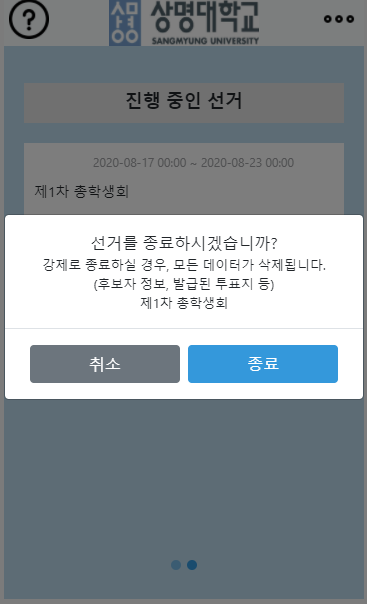 ?
상명
상명대학교
SANGMYUNG UNIVERSITY
진행 중인 선거
2020-08-17 00:00 ~ 2020-08-23 00:00
제1차 총학생회
선거를 종료하시겠습니까?
강제로 종료하실 경우, 모든 데이터가 삭제됩니다.
(후보자 정보, 발급된 투표지 등)
제1차 총학생회
취소
종료